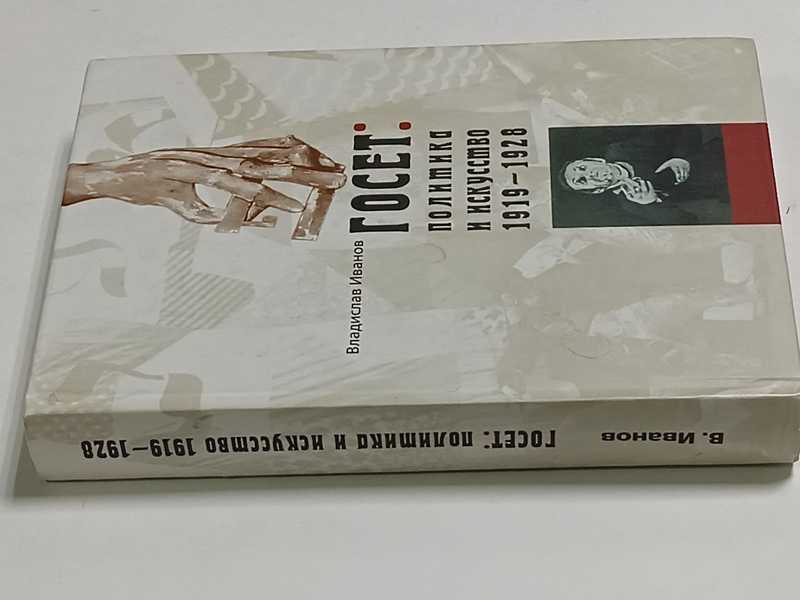 Владислав Иванов
ГОСЕТ:
политика
и искусство
1919–1928
В. Иванов
ГОСЕТ: политика и искусство 1919–1928